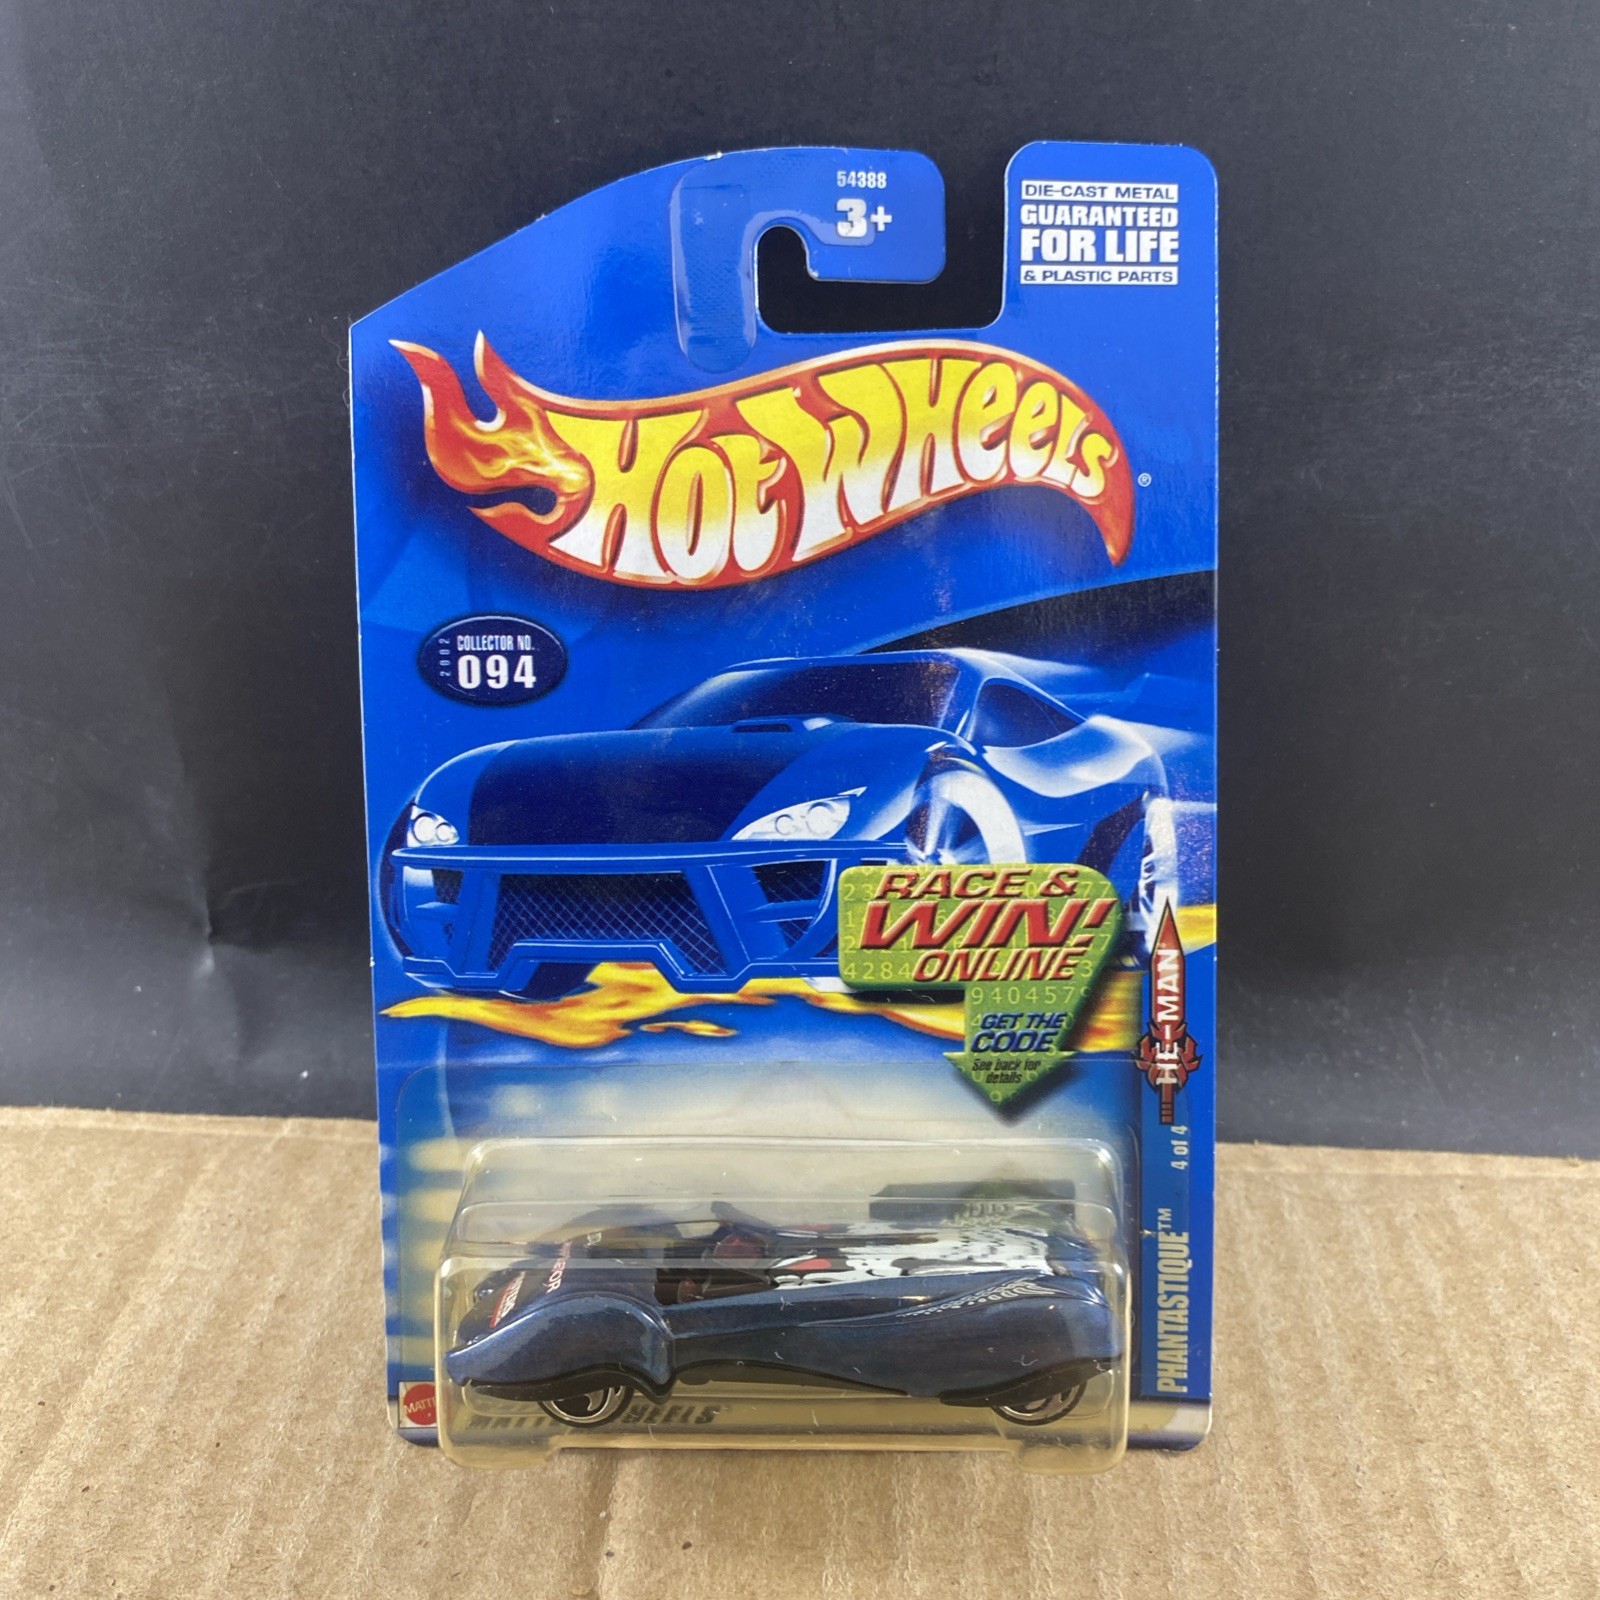 54388
3+
DIE-CAST METAL
GUARANTEED
FOR LIFE
& PLASTIC PARTS
HOT WHEELS®
2002
COLLECTOR NO.
094
RACE &
WIN!
ONLINE
GET THE
CODE
See back for
details
HE-MAN
PHANTASTIQUE™ 4 of 4
WHEELS